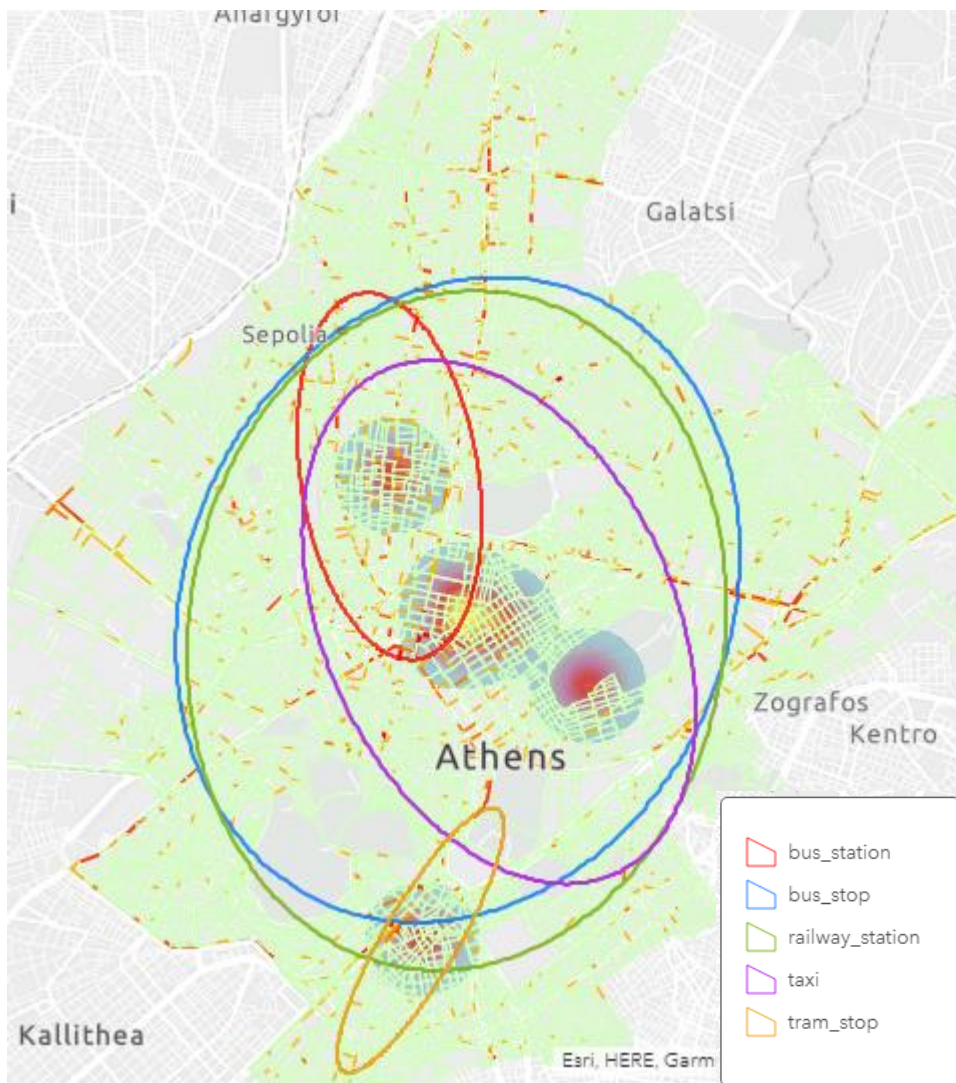 Anargyroi
i
Galatsi
Sepolia
Zografos
Kentro
Athens
bus_station
bus_stop
railway_station
taxi
tram_stop
Kallithea
Esri, HERE, Garm